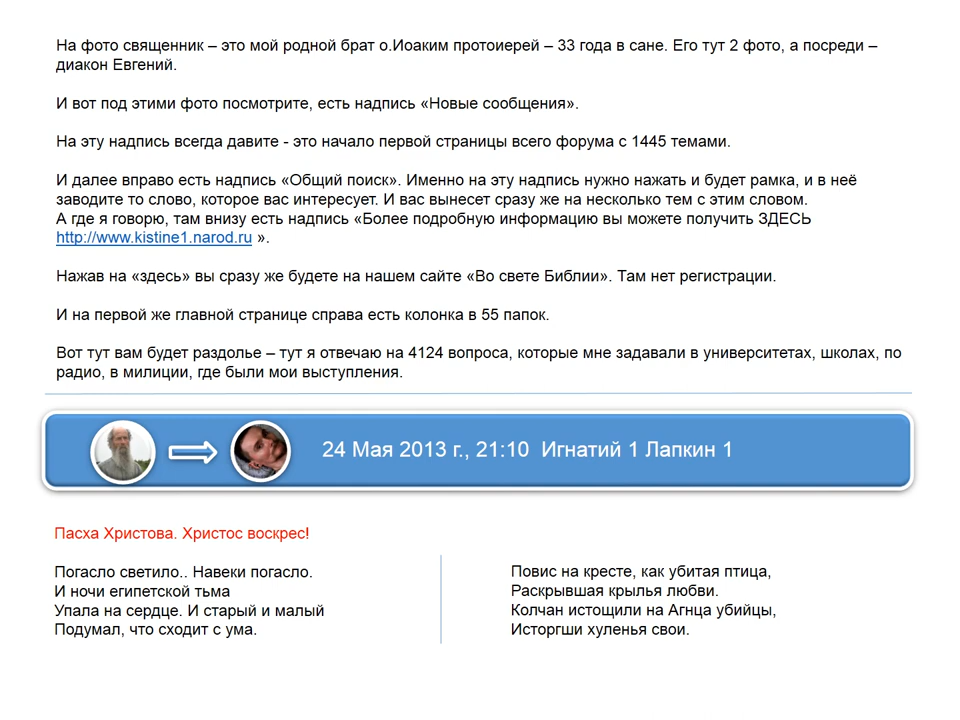 На фото священник – это мой родной брат о.Иоаким протоиерей – 33 года в сане. Его тут 2 фото, а посреди –
диакон Евгений.
И вот под этими фото посмотрите, есть надпись «Новые сообщения».
На эту надпись всегда давите - это начало первой страницы всего форума с 1445 темами.
И далее вправо есть надпись «Общий поиск». Именно на эту надпись нужно нажать и будет рамка, и в неё
заводите то слово, которое вас интересует. И вас вынесет сразу же на несколько тем с этим словом.
А где я говорю, там внизу есть надпись «Более подробную информацию вы можете получить ЗДЕСЬ
http://www.kistine1.narod.ru ».
Нажав на «здесь» вы сразу же будете на нашем сайте «Во свете Библии». Там нет регистрации.
И на первой же главной странице справа есть колонка в 55 папок.
Вот тут вам будет раздолье – тут я отвечаю на 4124 вопроса, которые мне задавали в университетах, школах, по
радио, в милиции, где были мои выступления.
24 Мая 2013 г., 21:10  Игнатий 1 Лапкин 1
Пасха Христова. Христос воскрес!
Погасло светило.. Навеки погасло.
И ночи египетской тьма
Упала на сердце. И старый и малый
Подумал, что сходит с ума.
Повис на кресте, как убитая птица,
Раскрывшая крылья любви.
Колчан истощили на Агнца убийцы,
Исторгши хуленья свои.